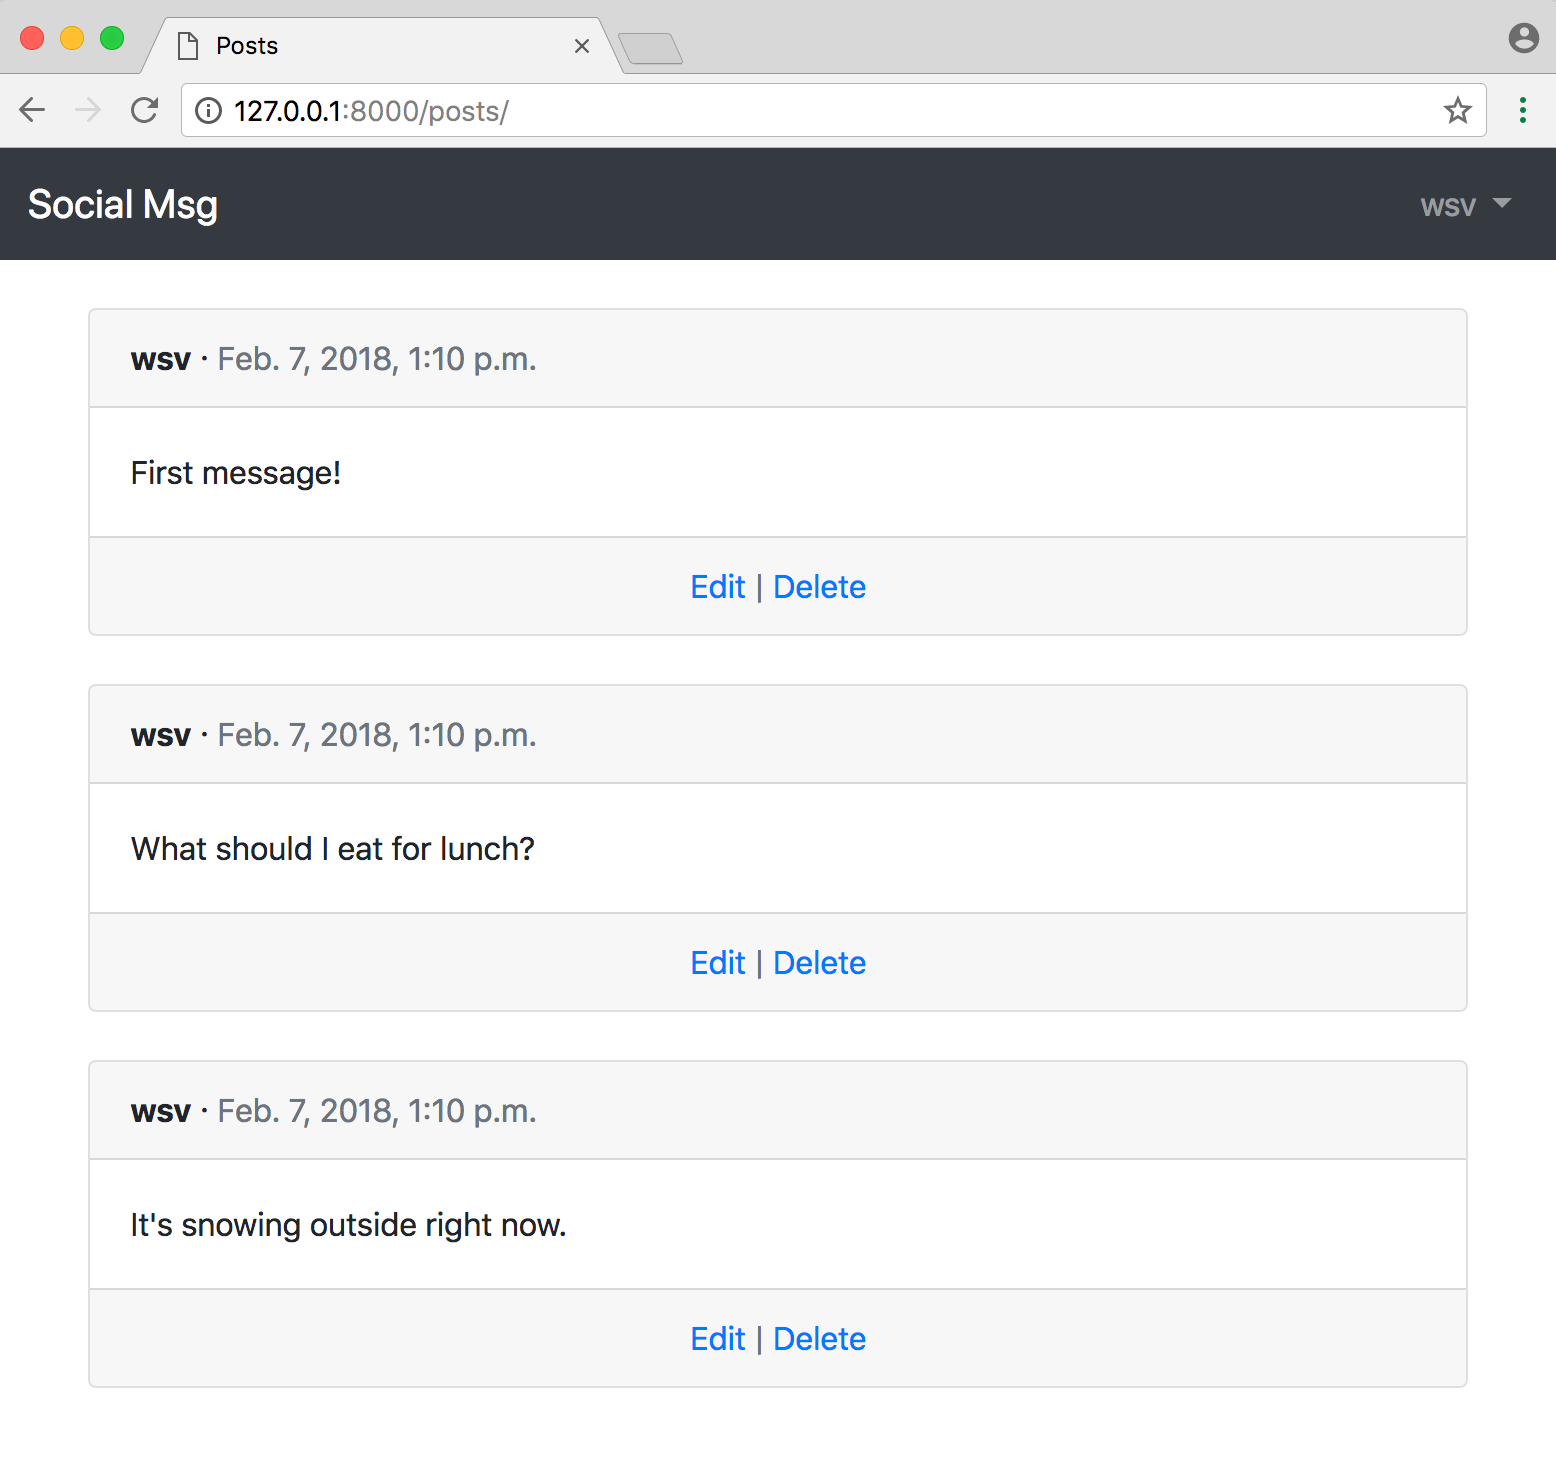 Posts
127.0.0.1:8000/posts/
Social Msg
wsv
wsv · Feb. 7, 2018, 1:10 p.m.
First message!
Edit | Delete
wsv · Feb. 7, 2018, 1:10 p.m.
What should I eat for lunch?
Edit | Delete
wsv · Feb. 7, 2018, 1:10 p.m.
It's snowing outside right now.
Edit | Delete